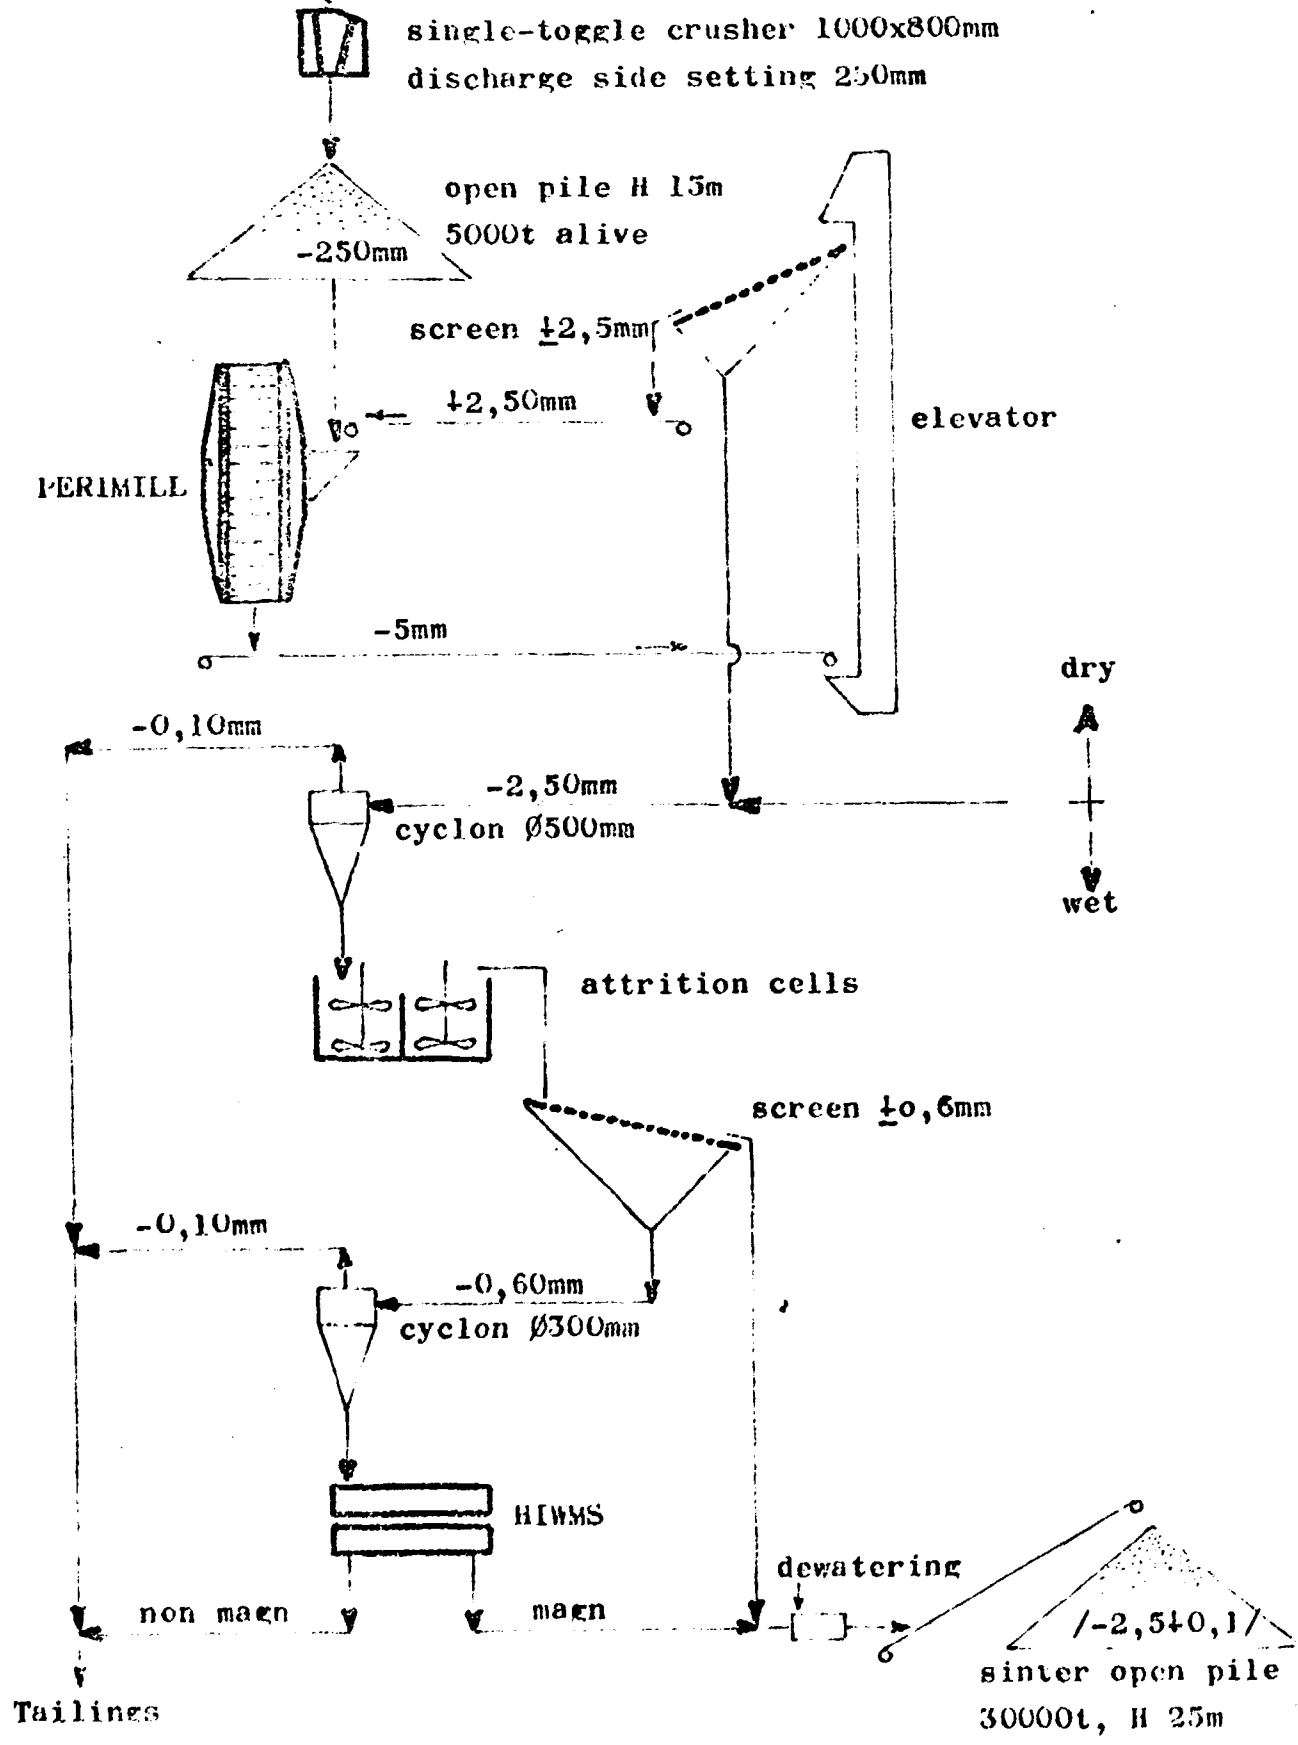 single-toggle crusher 1000x800mm
discharge side setting 250mm
open pile H 15m
5000t alive
-250mm
screen ±2,5mm
+2,50mm
elevator
PERIMILL
-5mm
dry
-0,10mm
-2,50mm
cyclon Ø500mm
wet
attrition cells
screen ±0,6mm
-0,10mm
-0,60mm
cyclon Ø300mm
HIWMS
dewatering
non magn
magn
/-2,5+0,1/
sinter open pile
30000t, H 25m
Tailings